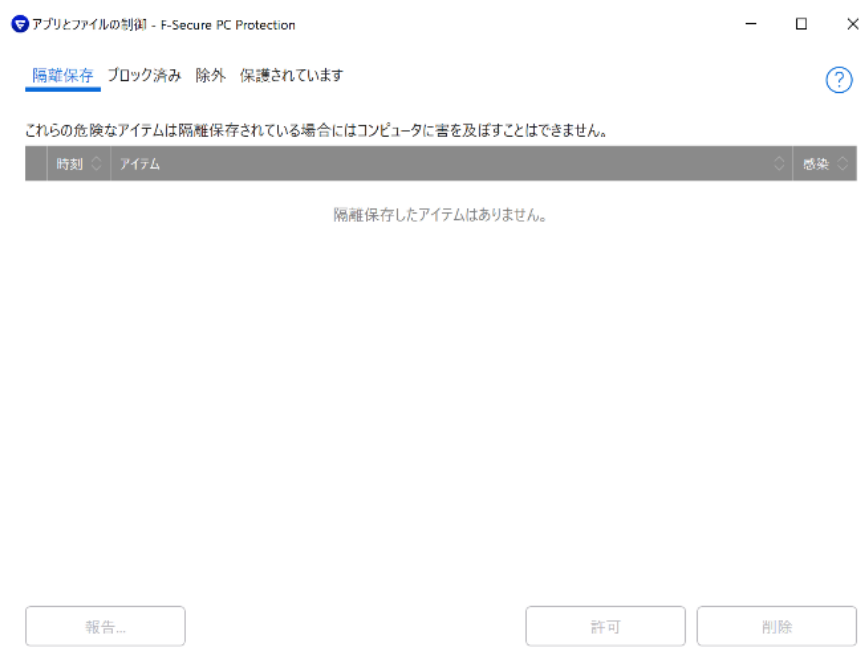 アプリとファイルの制御 - F-Secure PC Protection
隔離保存 ブロック済み 除外 保護されています
?
これらの危険なアイテムは隔離保存されている場合にはコンピュータに害を及ぼすことはできません。
時刻 アイテム 感染
隔離保存したアイテムはありません。
報告... 許可 削除